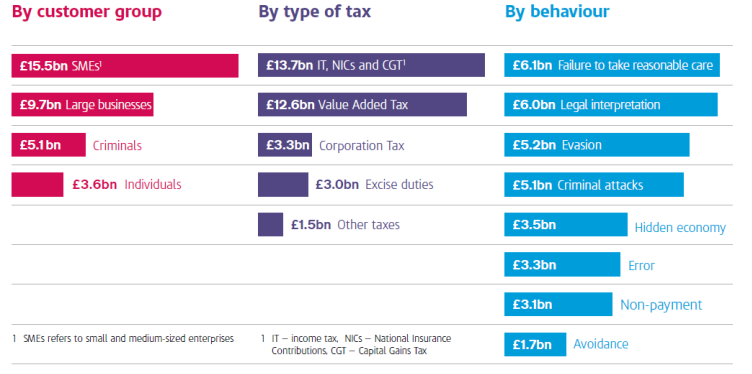 By customer group
£15.5bn SMEs¹
£9.7bn Large businesses
£5.1bn Criminals
£3.6bn Individuals
1 SMEs refers to small and medium-sized enterprises
By type of tax
£13.7bn IT, NICs and CGT¹
£12.6bn Value Added Tax
£3.3bn Corporation Tax
£3.0bn Excise duties
£1.5bn Other taxes
1 IT – income tax, NICs – National Insurance
Contributions, CGT – Capital Gains Tax
By behaviour
£6.1bn Failure to take reasonable care
£6.0bn Legal interpretation
£5.2bn Evasion
£5.1bn Criminal attacks
£3.5bn Hidden economy
£3.3bn Error
£3.1bn Non-payment
£1.7bn Avoidance